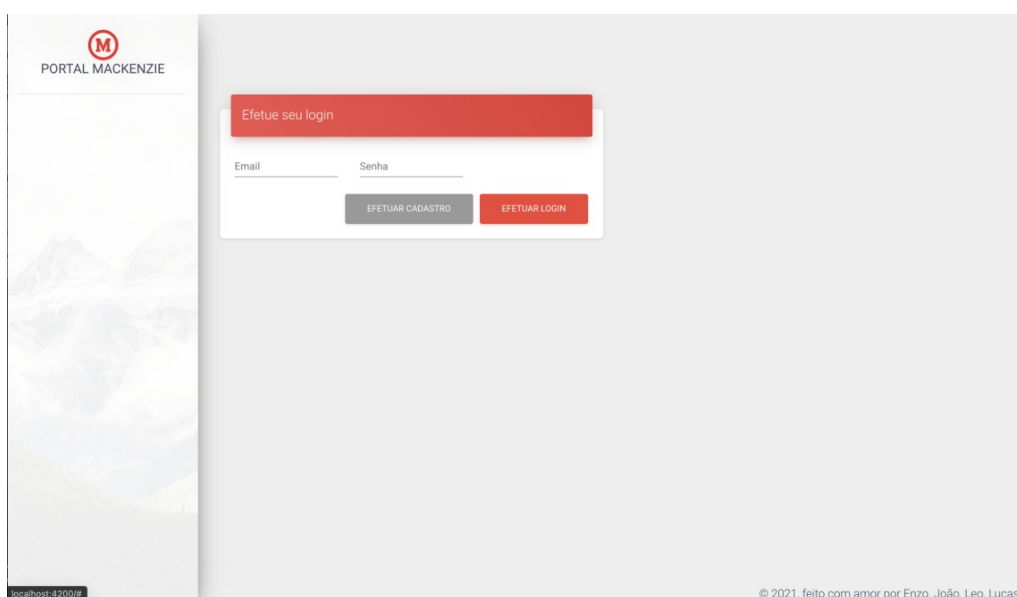 M
PORTAL MACKENZIE
Efetue seu login
Email
Senha
EFETUAR CADASTRO
EFETUAR LOGIN
localhost:4200/#
© 2021, feito com amor por Enzo, João, Leo, Lucas